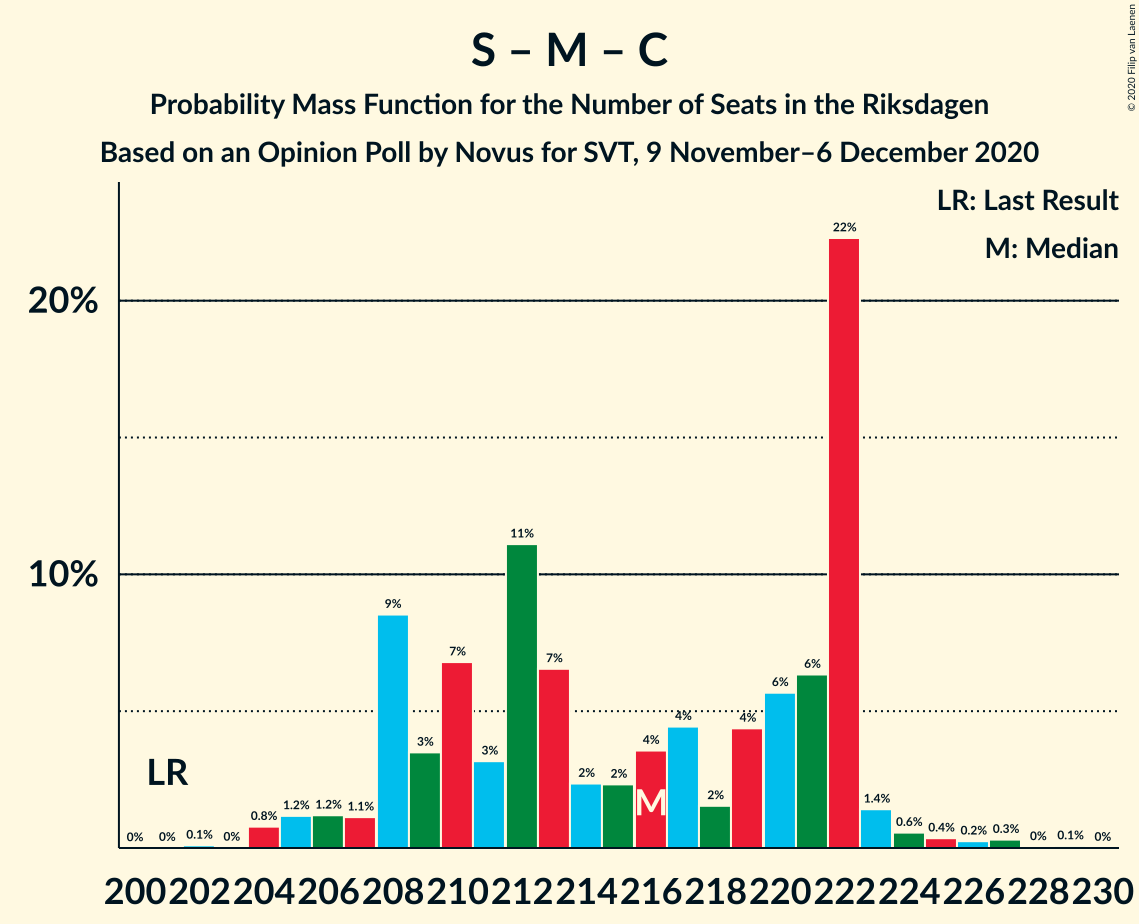 S – M – C
Probability Mass Function for the Number of Seats in the Riksdagen
Based on an Opinion Poll by Novus for SVT, 9 November–6 December 2020
© 2020 Filip van Laenen
LR: Last Result
M: Median
20%
10%
LR
M
0% 0% 0.1% 0% 0.8% 1.2% 1.2% 1.1% 9% 3% 7% 3% 11% 7% 2% 2% 4% 4% 2% 4% 6% 6% 22% 1.4% 0.6% 0.4% 0.2% 0.3% 0% 0.1% 0%
200 202 204 206 208 210 212 214 216 218 220 222 224 226 228 230